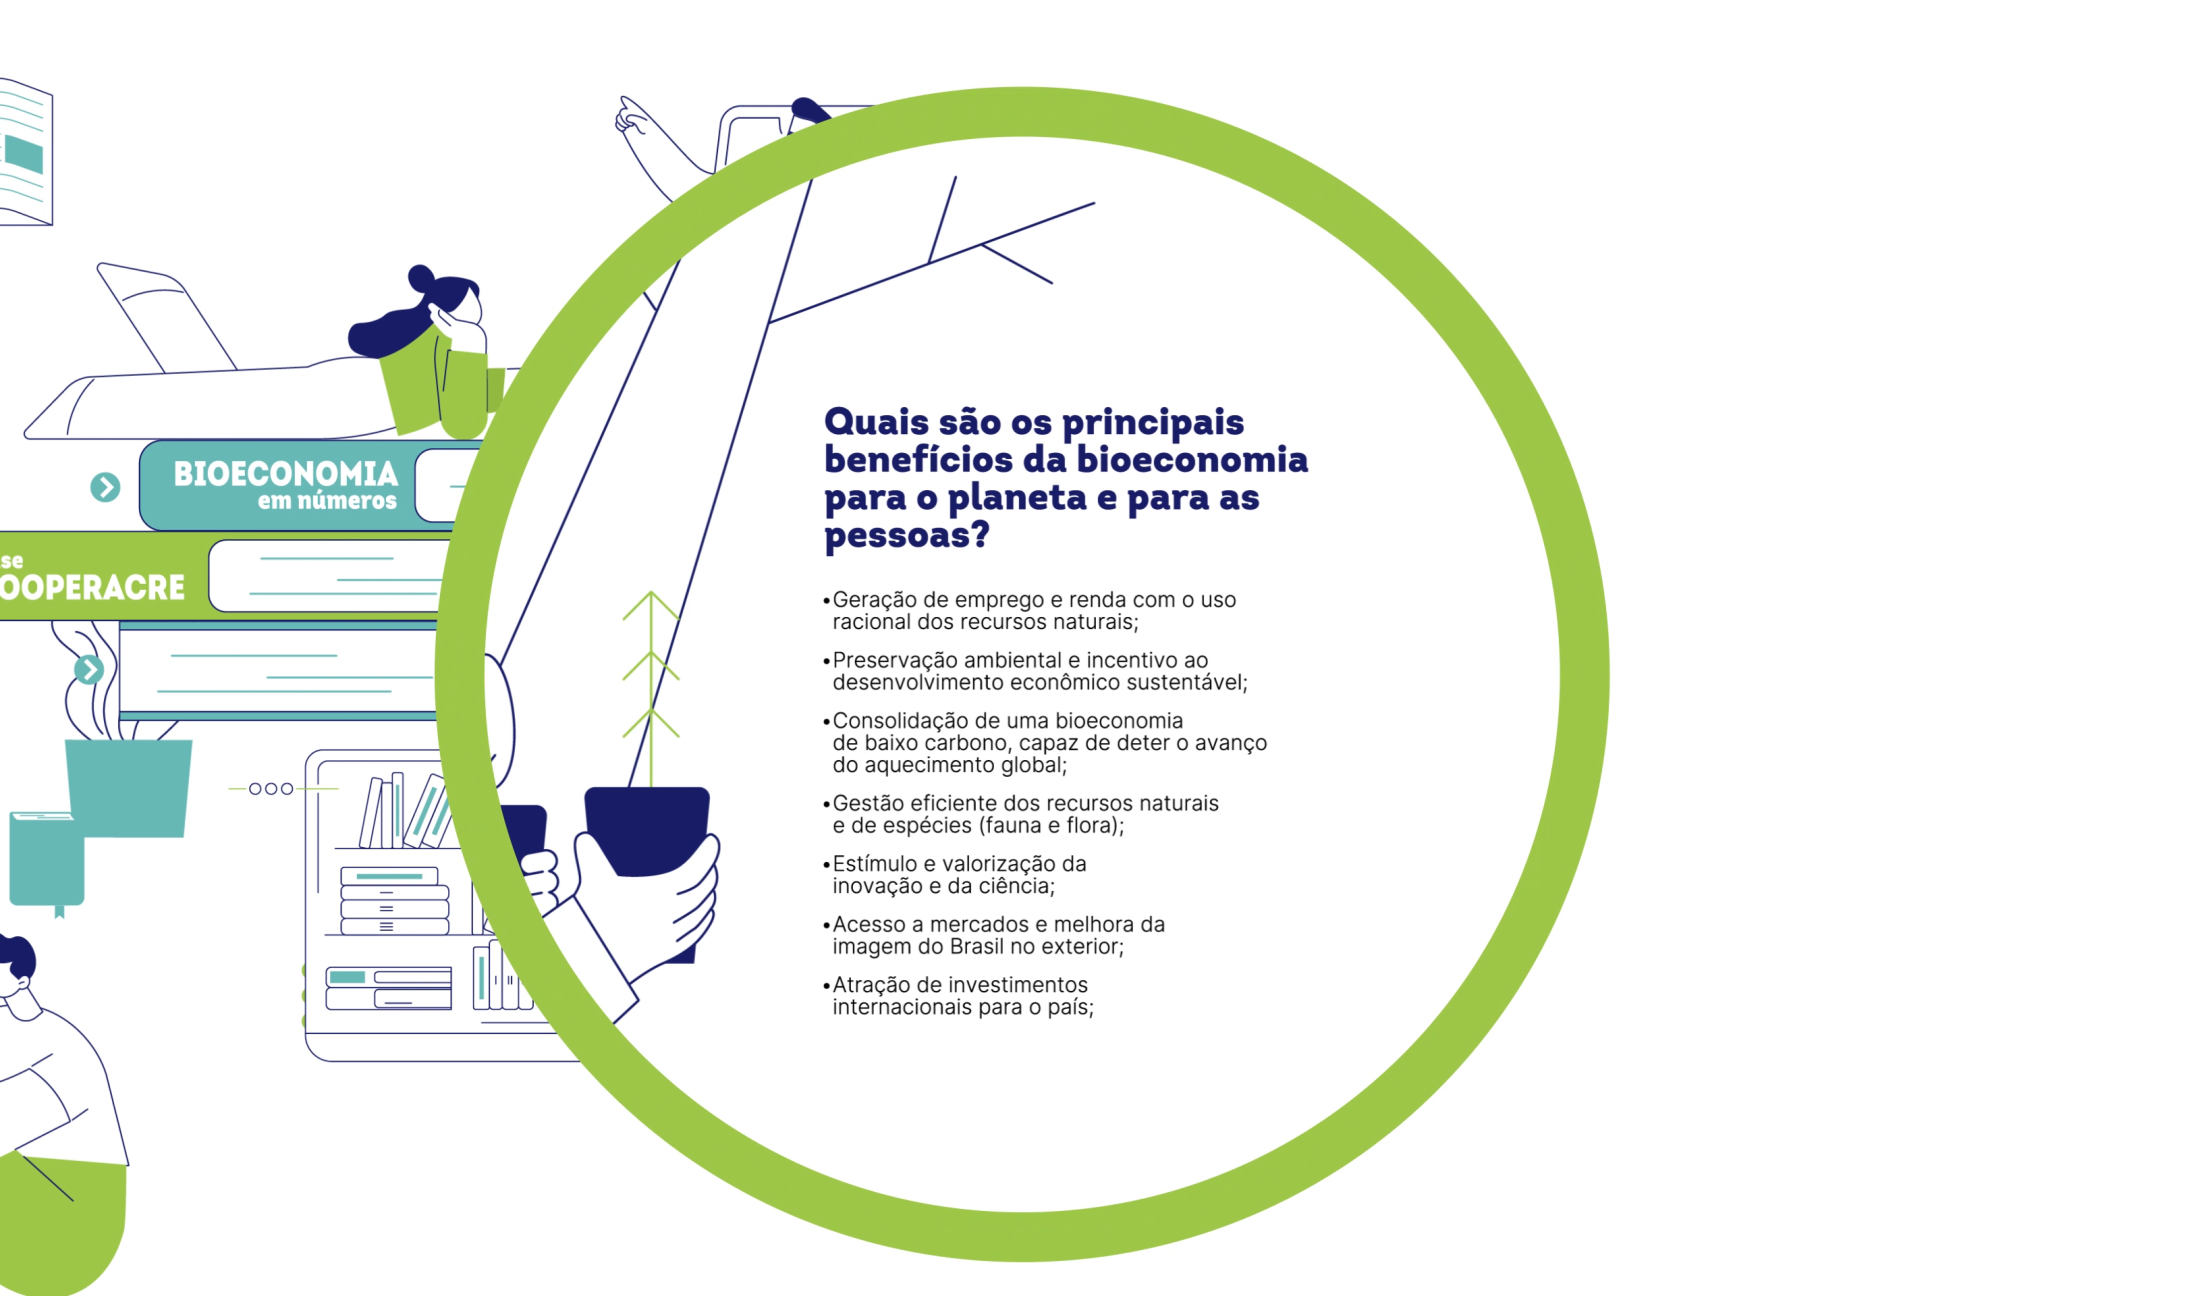 BIOECONOMIA
em números
se
OOPERACRE
Quais são os principais
benefícios da bioeconomia
para o planeta e para as
pessoas?
•Geração de emprego e renda com o uso
racional dos recursos naturais;
•Preservação ambiental e incentivo ao
desenvolvimento econômico sustentável;
•Consolidação de uma bioeconomia
de baixo carbono, capaz de deter o avanço
do aquecimento global;
•Gestão eficiente dos recursos naturais
e de espécies (fauna e flora);
•Estímulo e valorização da
inovação e da ciência;
•Acesso a mercados e melhora da
imagem do Brasil no exterior;
•Atração de investimentos
internacionais para o país;